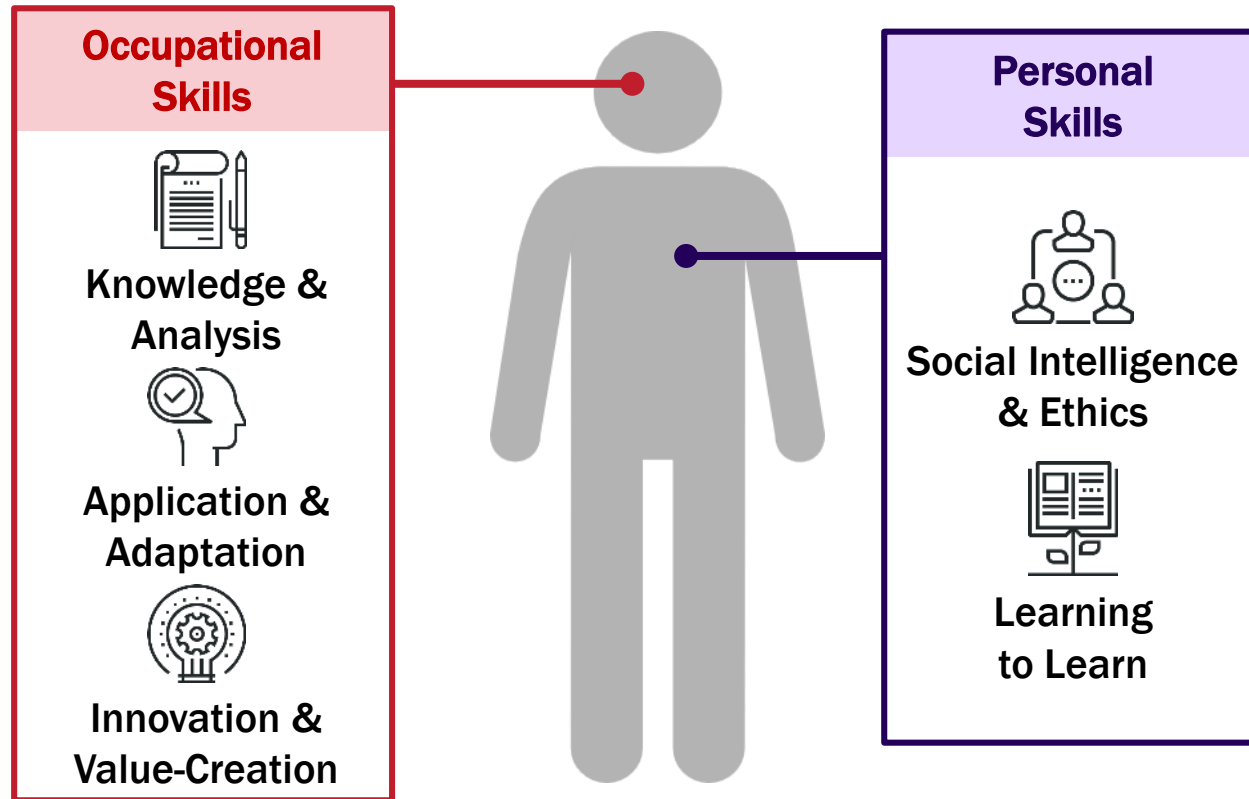 Occupational
Skills
Knowledge &
Analysis
Application &
Adaptation
Innovation &
Value-Creation
Personal
Skills
Social Intelligence
& Ethics
Learning
to Learn